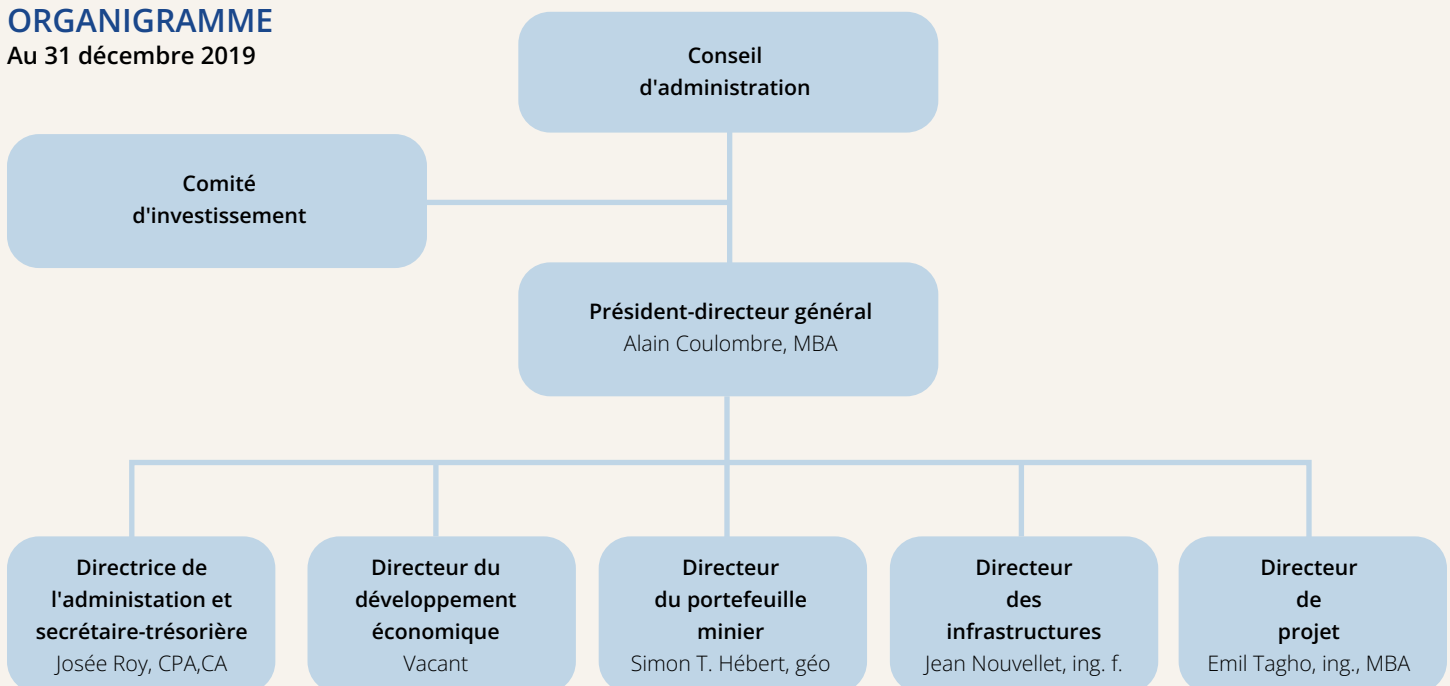 ORGANIGRAMME
Au 31 décembre 2019
Conseil
d'administration
Comité
d'investissement
Président-directeur général
Alain Coulombre, MBA
Directrice de
l'administation et
secrétaire-trésorière
Josée Roy, CPA,CA
Directeur du
développement
économique
Vacant
Directeur
du portefeuille
minier
Simon T. Hébert, géo
Directeur
des
infrastructures
Jean Nouvellet, ing. f.
Directeur
de
projet
Emil Tagho, ing., MBA